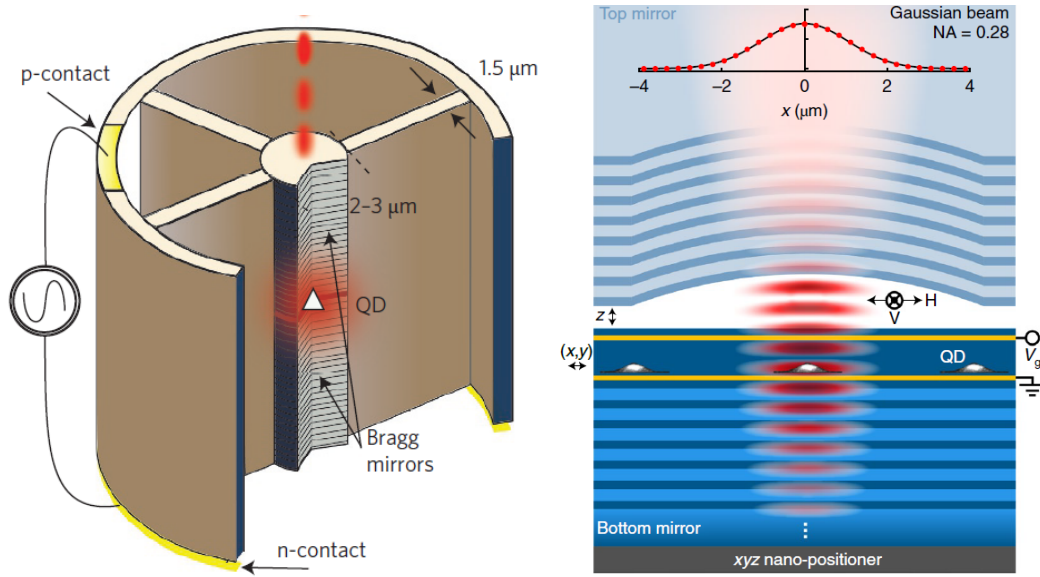 p-contact
1.5 μm
2–3 μm
QD
Bragg
mirrors
n-contact
Top mirror
Gaussian beam
NA = 0.28
−4
−2
0
2
4
x (μm)
z
H
V
(x,y)
QD
Vg
Bottom mirror
xyz nano-positioner